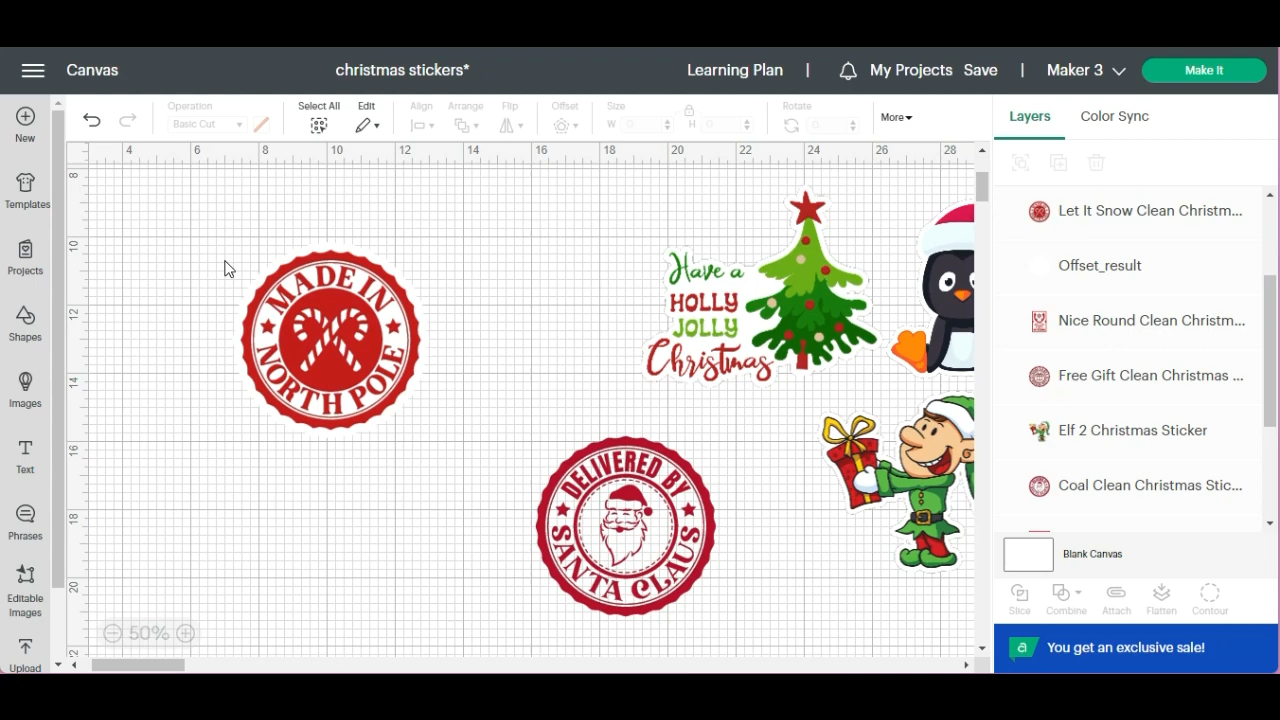 Canvas
christmas stickers*
Learning Plan
|
My Projects Save
|
Maker 3
Make It
New
Operation
Basic Cut
Select All
Edit
Align
Arrange
Flip
Offset
Size
W 0
H 0
Rotate
0
More
Layers
Color Sync
4 6 8 10 12 14 16 18 20 22 24 26 28
8
10
12
14
16
18
20
2
Templates
Projects
Shapes
Images
Text
Phrases
Editable
Images
Upload
MADE IN
NORTH POLE
Have a
HOLLY
JOLLY
Christmas
DELIVERED BY
SANTA CLAUS
50%
Let It Snow Clean Christm...
Offset_result
Nice Round Clean Christm...
Free Gift Clean Christmas ...
Elf 2 Christmas Sticker
Coal Clean Christmas Stic...
Blank Canvas
Slice
Combine
Attach
Flatten
Contour
a
You get an exclusive sale!